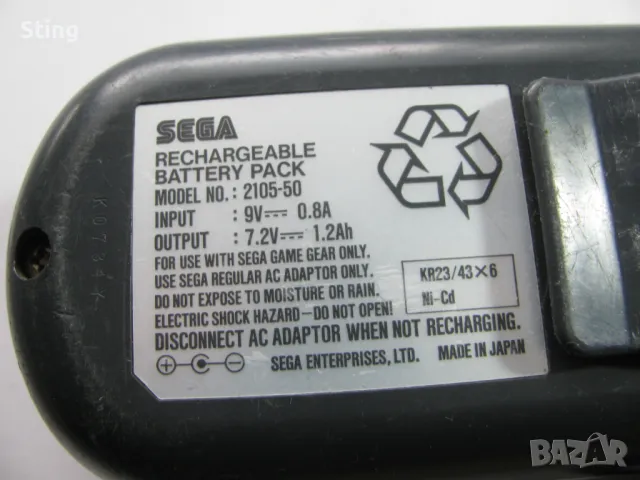 Sting
SEGA
RECHARGEABLE
BATTERY PACK
MODEL NO.: 2105-50
INPUT : 9V⎓ 0.8A
OUTPUT : 7.2V⎓ 1.2Ah
FOR USE WITH SEGA GAME GEAR ONLY.
USE SEGA REGULAR AC ADAPTOR ONLY.
DO NOT EXPOSE TO MOISTURE OR RAIN.
ELECTRIC SHOCK HAZARD-DO NOT OPEN!
DISCONNECT AC ADAPTOR WHEN NOT RECHARGING.
SEGA ENTERPRISES, LTD. MADE IN JAPAN
KR23/43×6
Ni-Cd
BAZAR